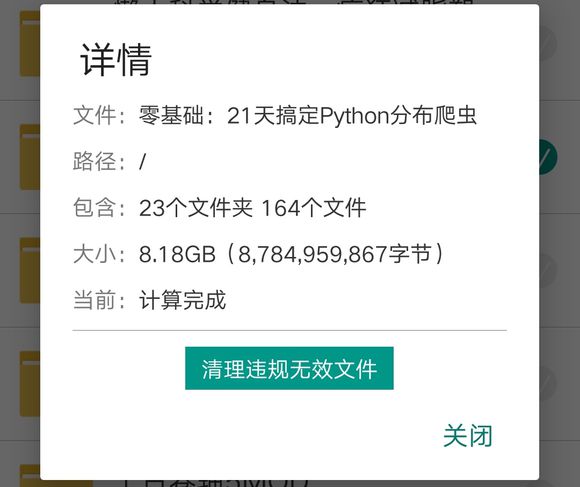 详情
文件：零基础：21天搞定Python分布爬虫
路径：/
包含：23个文件夹 164个文件
大小：8.18GB（8,784,959,867字节）
当前：计算完成
清理违规无效文件
关闭